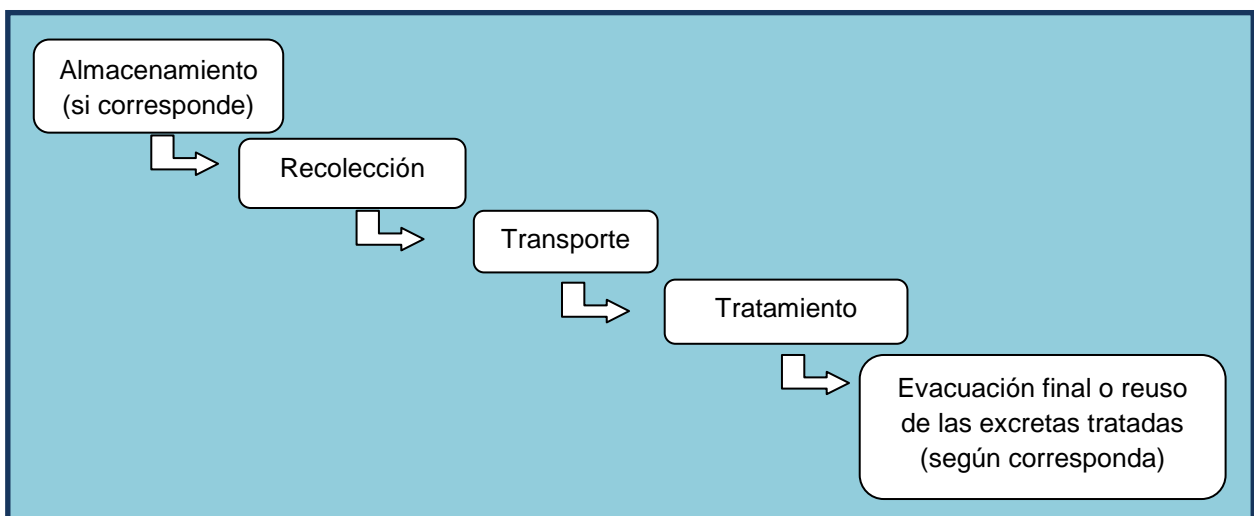 Almacenamiento
(si corresponde)
Recolección
Transporte
Tratamiento
Evacuación final o reuso
de las excretas tratadas
(según corresponda)